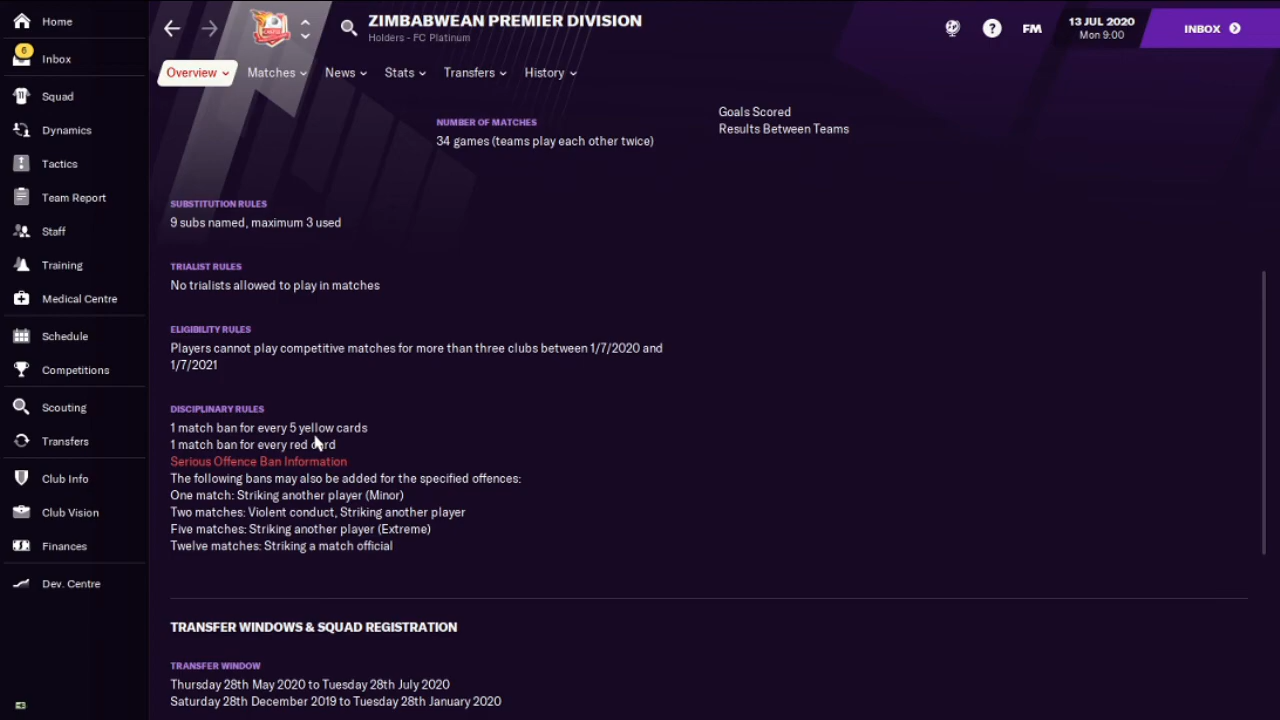 Home
6
Inbox
Squad
Dynamics
Tactics
Team Report
Staff
Training
Medical Centre
Schedule
Competitions
Scouting
Transfers
Club Info
Club Vision
Finances
Dev. Centre
ZIMBABWEAN PREMIER DIVISION
Holders - FC Platinum
?
FM
13 JUL 2020
Mon 9:00
INBOX
Overview
Matches
News
Stats
Transfers
History
NUMBER OF MATCHES
34 games (teams play each other twice)
Goals Scored
Results Between Teams
SUBSTITUTION RULES
9 subs named, maximum 3 used
TRIALIST RULES
No trialists allowed to play in matches
ELIGIBILITY RULES
Players cannot play competitive matches for more than three clubs between 1/7/2020 and
1/7/2021
DISCIPLINARY RULES
1 match ban for every 5 yellow cards
1 match ban for every red card
Serious Offence Ban Information
The following bans may also be added for the specified offences:
One match: Striking another player (Minor)
Two matches: Violent conduct, Striking another player
Five matches: Striking another player (Extreme)
Twelve matches: Striking a match official
TRANSFER WINDOWS & SQUAD REGISTRATION
TRANSFER WINDOW
Thursday 28th May 2020 to Tuesday 28th July 2020
Saturday 28th December 2019 to Tuesday 28th January 2020